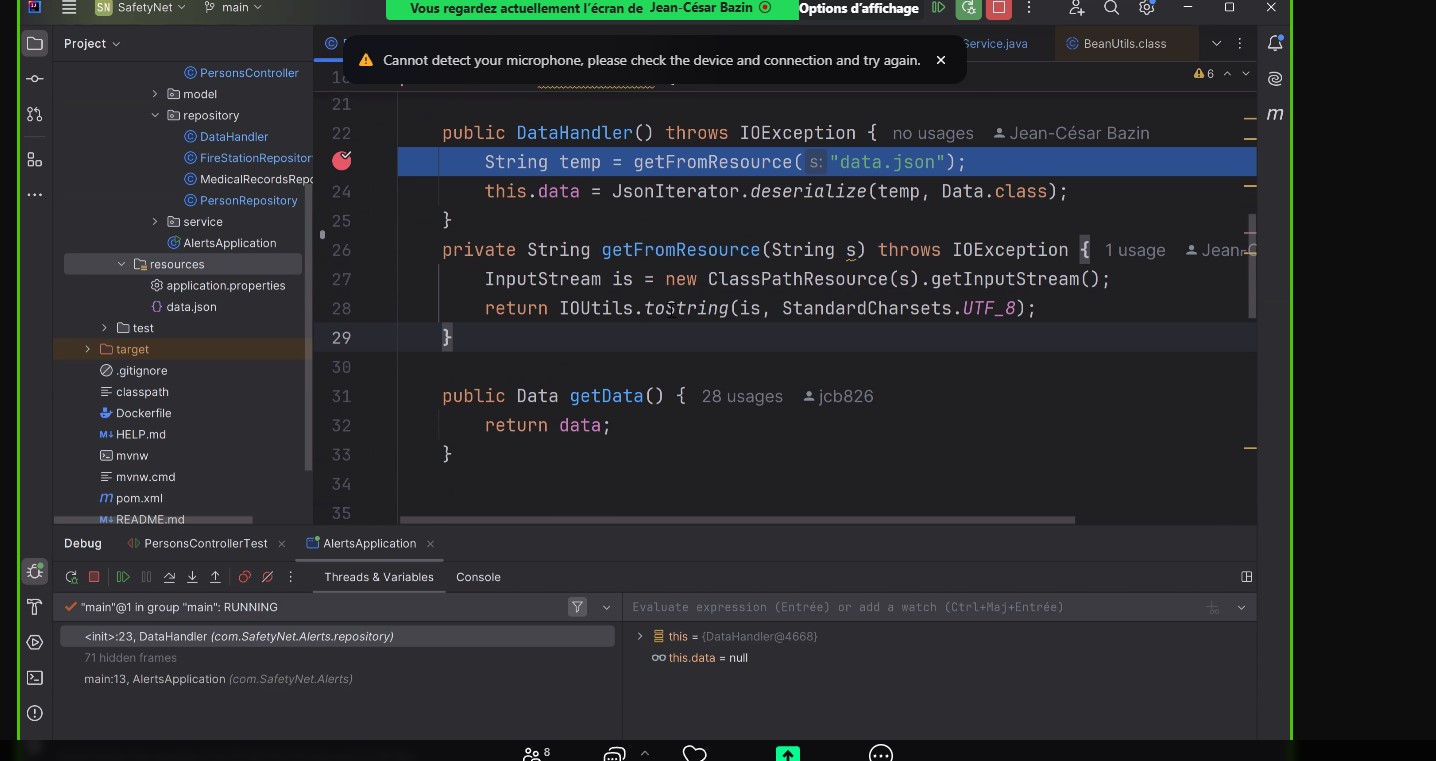 SN SafetyNet main
Vous regardez actuellement l'écran de Jean-César Bazin Options d'affichage
Project
Service.java
BeanUtils.class
Cannot detect your microphone, please check the device and connection and try again.
6
PersonsController
model
repository
DataHandler
FireStationRepositor
MedicalRecordsRepo
PersonRepository
service
AlertsApplication
resources
application.properties
data.json
test
target
.gitignore
classpath
Dockerfile
HELP.md
mvnw
mvnw.cmd
pom.xml
README.md
21
22 public DataHandler() throws IOException { no usages Jean-César Bazin
String temp = getFromResource( s: "data.json");
24 this.data = JsonIterator.deserialize(temp, Data.class);
25 }
26 private String getFromResource(String s) throws IOException { 1 usage Jean-C
27 InputStream is = new ClassPathResource(s).getInputStream();
28 return IOUtils.toString(is, StandardCharsets.UTF_8);
29 }
30
31 public Data getData() { 28 usages jcb826
32 return data;
33 }
34
35
Debug PersonsControllerTest AlertsApplication
Threads & Variables Console
"main"@1 in group "main": RUNNING
Evaluate expression (Entrée) or add a watch (Ctrl+Maj+Entrée)
<init>:23, DataHandler (com.SafetyNet.Alerts.repository)
71 hidden frames
main:13, AlertsApplication (com.SafetyNet.Alerts)
this = {DataHandler@4668}
this.data = null
8